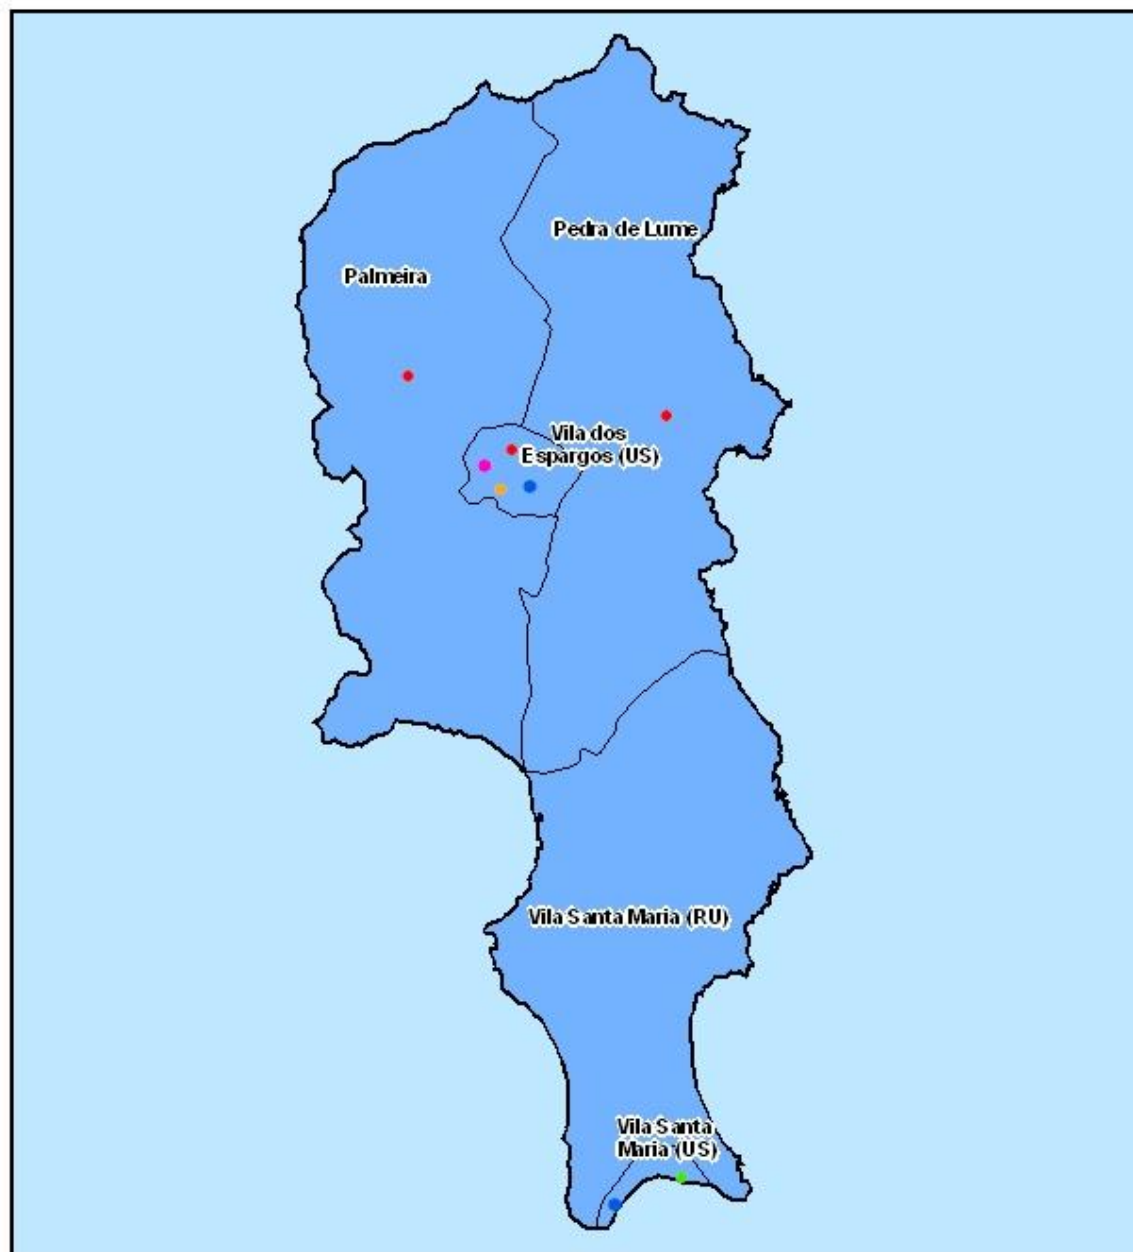 Pedra de Lume
Palmeira
Vila dos
Espargos (US)
Vila Santa Maria (RU)
Vila Santa
Maria (US)